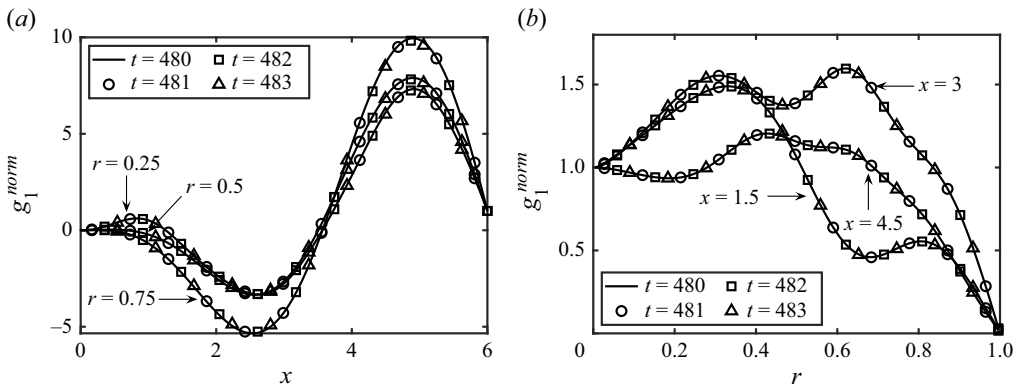 (a)
10
5
0
−5
g₁ⁿᵒʳᵐ
t = 480
t = 482
t = 481
t = 483
r = 0.25
r = 0.5
r = 0.75
0
2
4
6
x
(b)
1.5
1.0
0.5
g₁ⁿᵒʳᵐ
x = 3
x = 1.5
x = 4.5
t = 480
t = 482
t = 481
t = 483
0
0.2
0.4
0.6
0.8
1.0
r